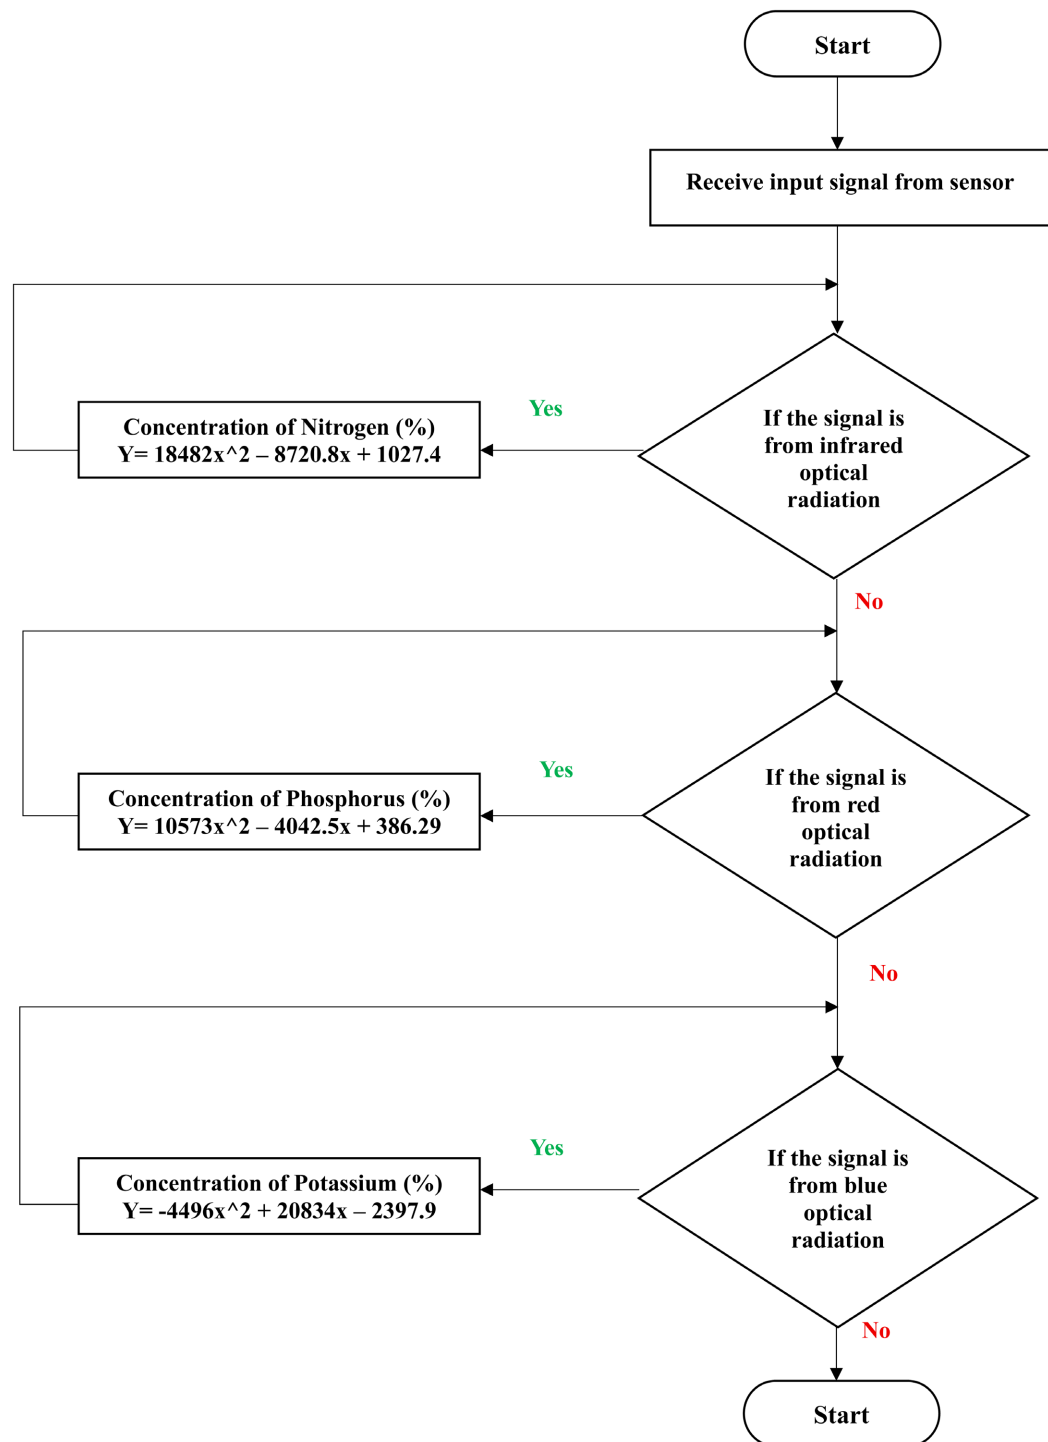 Start
Receive input signal from sensor
If the signal is
from infrared
optical
radiation
Yes
Concentration of Nitrogen (%)
Y= 18482x^2 – 8720.8x + 1027.4
No
If the signal is
from red
optical
radiation
Yes
Concentration of Phosphorus (%)
Y= 10573x^2 – 4042.5x + 386.29
No
If the signal is
from blue
optical
radiation
Yes
Concentration of Potassium (%)
Y= -4496x^2 + 20834x – 2397.9
No
Start